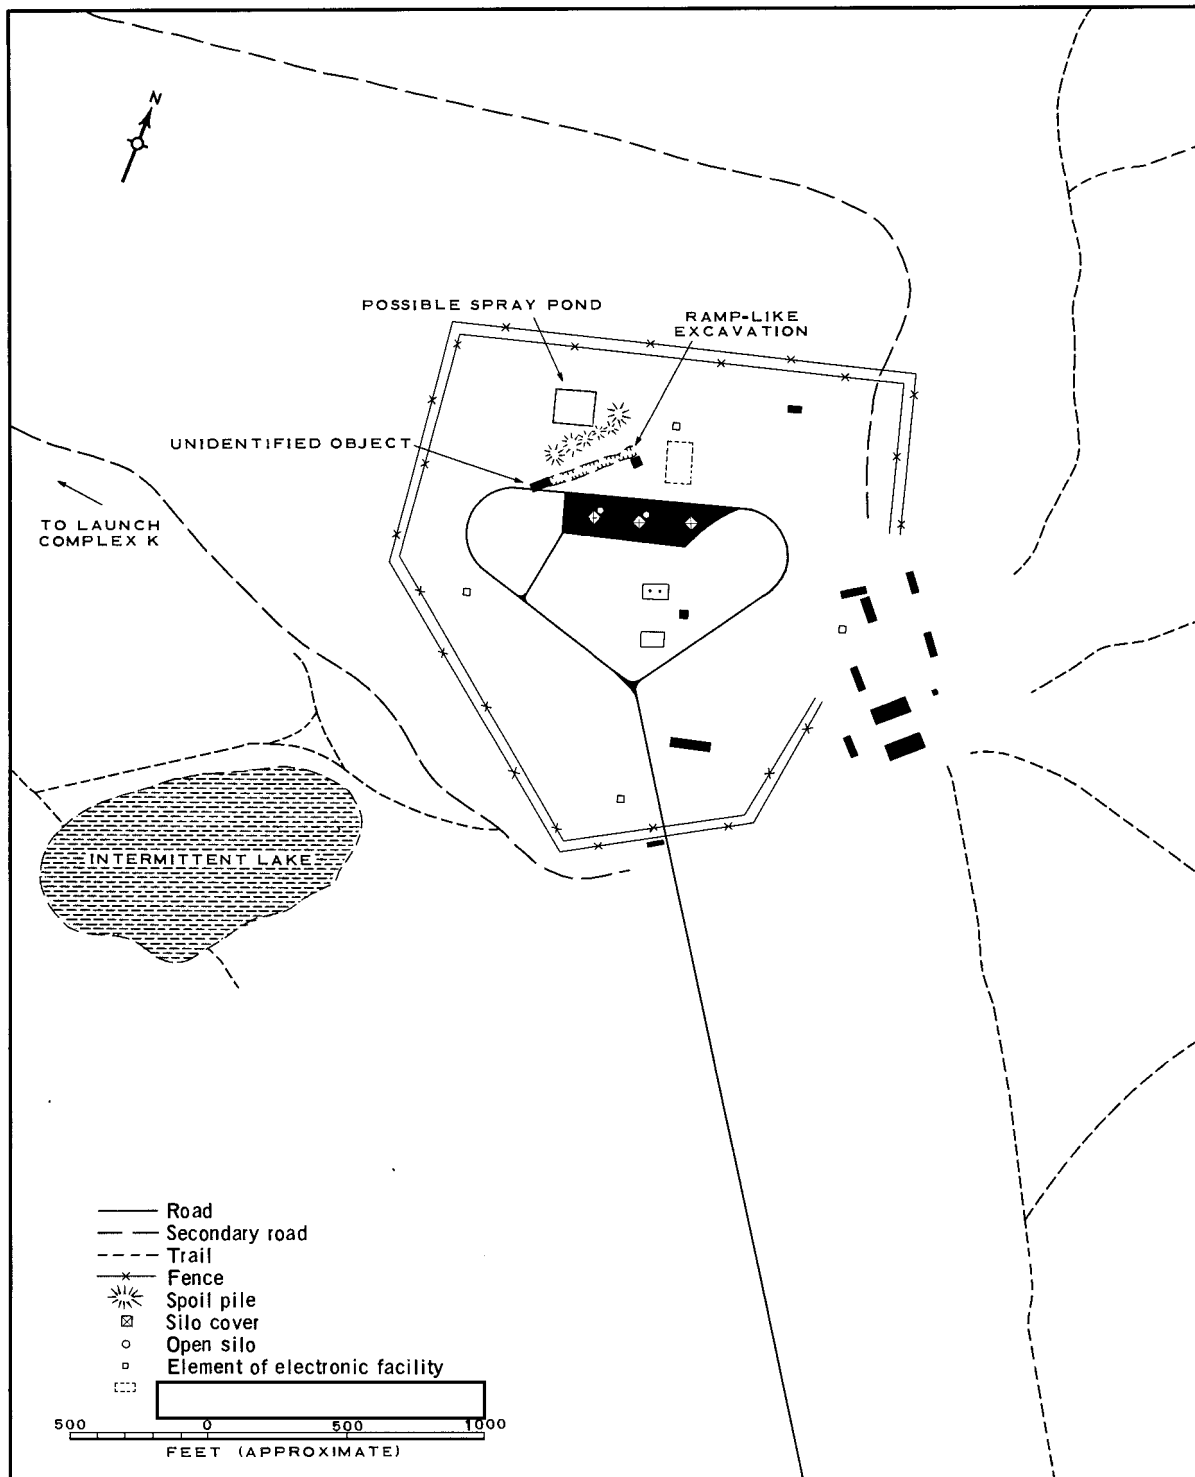 N
POSSIBLE SPRAY POND
RAMP-LIKE
EXCAVATION
UNIDENTIFIED OBJECT
TO LAUNCH
COMPLEX K
INTERMITTENT LAKE
Road
Secondary road
Trail
Fence
Spoil pile
Silo cover
Open silo
Element of electronic facility
500 0 500 1000
FEET (APPROXIMATE)